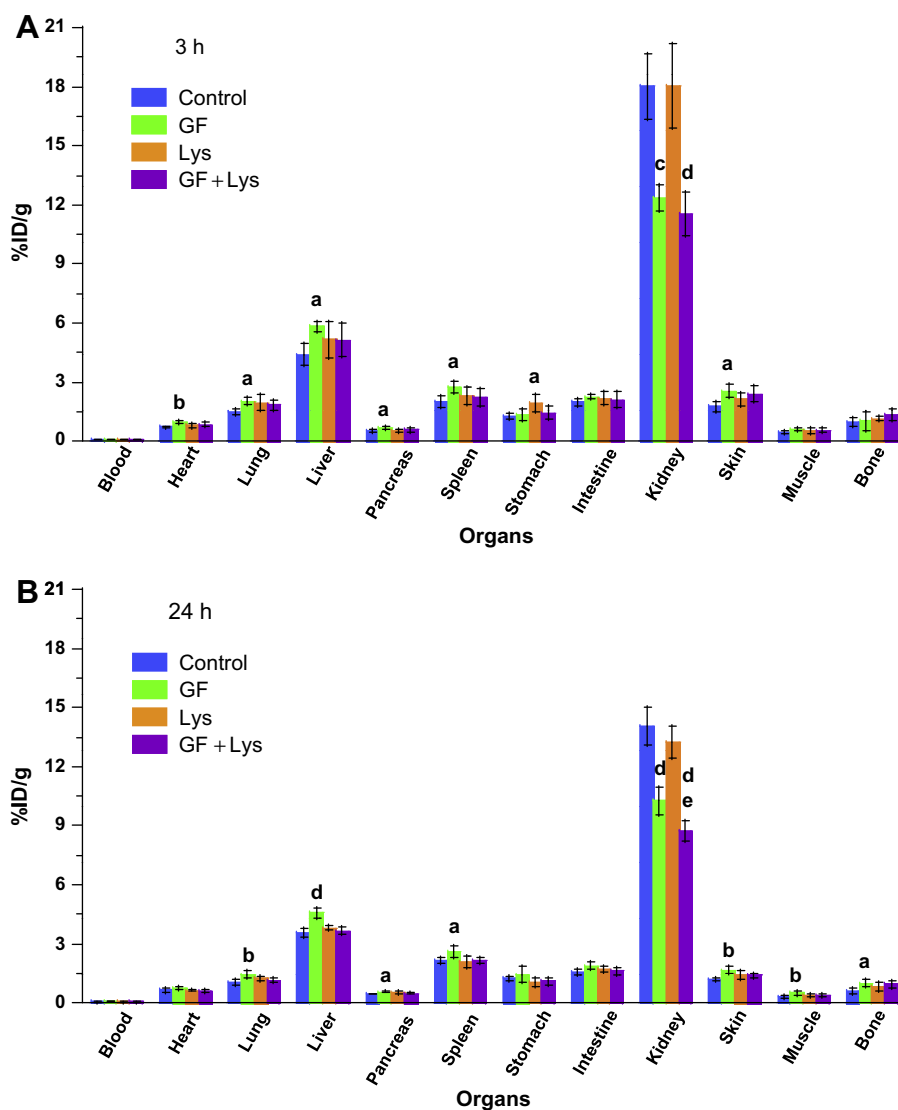 A
3 h
Control
GF
Lys
GF + Lys
%ID/g
21
18
15
12
9
6
3
0
b
a
a
a
a
a
c
d
a
Blood
Heart
Lung
Liver
Pancreas
Spleen
Stomach
Intestine
Kidney
Skin
Muscle
Bone
Organs
B
24 h
Control
GF
Lys
GF + Lys
%ID/g
21
18
15
12
9
6
3
0
b
d
a
a
d
d
e
b
b
a
Blood
Heart
Lung
Liver
Pancreas
Spleen
Stomach
Intestine
Kidney
Skin
Muscle
Bone
Organs